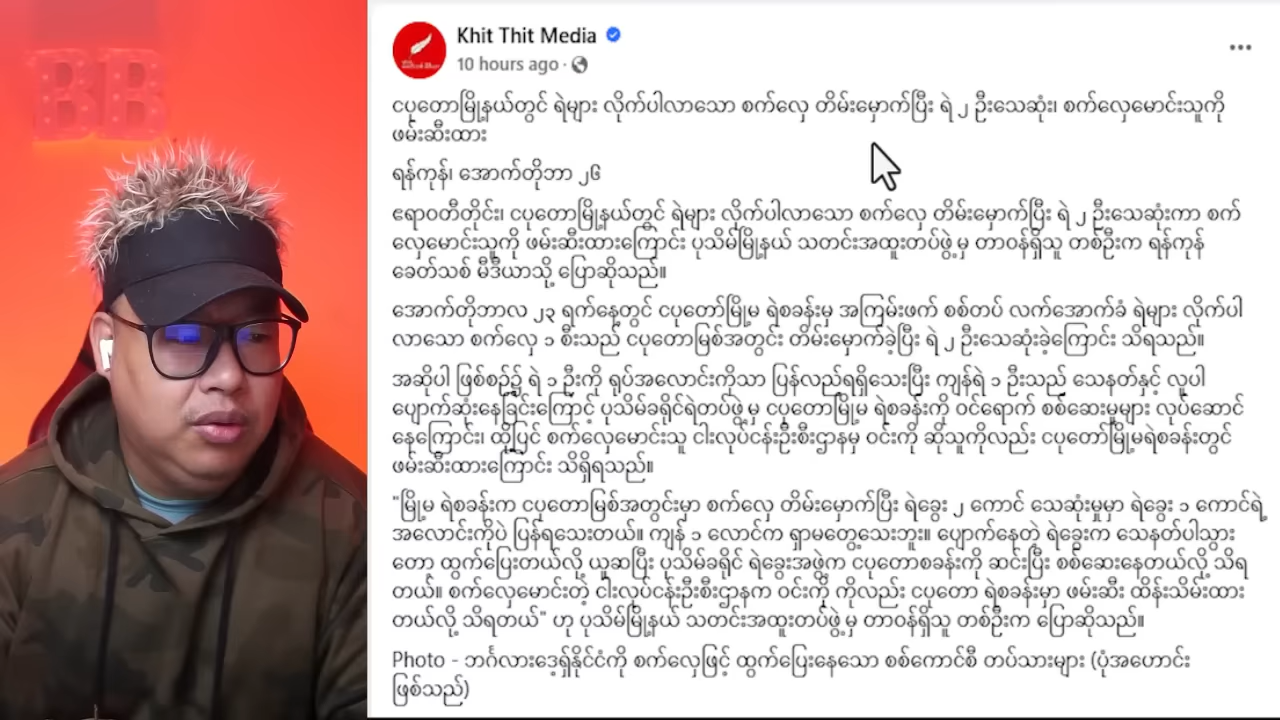 BB
Khit Thit Media
10 hours ago ·
ငပုတောမြို့နယ်တွင် ရဲများ လိုက်ပါလာသော စက်လှေ တိမ်းမှောက်ပြီး ရဲ ၂ ဦးသေဆုံး၊ စက်လှေမောင်းသူကို
ဖမ်းဆီးထား
ရန်ကုန်၊ အောက်တိုဘာ ၂၆
ဧရာဝတီတိုင်း၊ ငပုတောမြို့နယ်တွင် ရဲများ လိုက်ပါလာသော စက်လှေ တိမ်းမှောက်ပြီး ရဲ ၂ ဦးသေဆုံးကာ စက်
လှေမောင်းသူကို ဖမ်းဆီးထားကြောင်း ပုသိမ်မြို့နယ် သတင်းအထူးတပ်ဖွဲ့မှ တာဝန်ရှိသူ တစ်ဦးက ရန်ကုန်
ခေတ်သစ် မီဒီယာသို့ ပြောဆိုသည်။
အောက်တိုဘာလ ၂၃ ရက်နေ့တွင် ငပုတော်မြို့မ ရဲစခန်းမှ အကြမ်းဖက် စစ်တပ် လက်အောက်ခံ ရဲများ လိုက်ပါ
လာသော စက်လှေ ၁ စီးသည် ငပုတောမြစ်အတွင်း တိမ်းမှောက်ခဲ့ပြီး ရဲ ၂ ဦးသေဆုံးခဲ့ကြောင်း သိရသည်။
အဆိုပါ ဖြစ်စဉ်၌ ရဲ ၁ ဦးကို ရုပ်အလောင်းကိုသာ ပြန်လည်ရရှိသေးပြီး ကျန်ရဲ ၁ ဦးသည် သေနတ်နှင့် လူပါ
ပျောက်ဆုံးနေခြင်းကြောင့် ပုသိမ်ခရိုင်ရဲတပ်ဖွဲ့မှ ငပုတောမြို့မ ရဲစခန်းကို ဝင်ရောက် စစ်ဆေးမှုများ လုပ်ဆောင်
နေကြောင်း၊ ထို့ပြင် စက်လှေမောင်းသူ ငါးလုပ်ငန်းဦးစီးဌာနမှ ဝင်းကို ဆိုသူကိုလည်း ငပုတော်မြို့မရဲစခန်းတွင်
ဖမ်းဆီးထားကြောင်း သိရှိရသည်။
"မြို့မ ရဲစခန်းက ငပုတောမြစ်အတွင်းမှာ စက်လှေ တိမ်းမှောက်ပြီး ရဲခွေး ၂ ကောင် သေဆုံးမှုမှာ ရဲခွေး ၁ ကောင်ရဲ့
အလောင်းကိုပဲ ပြန်ရသေးတယ်။ ကျန် ၁ လောင်က ရှာမတွေ့သေးဘူး။ ပျောက်နေတဲ့ ရဲခွေးက သေနတ်ပါသွား
တော့ ထွက်ပြေးတယ်လို့ ယူဆပြီး ပုသိမ်ခရိုင် ရဲခွေးအဖွဲ့က ငပုတောစခန်းကို ဆင်းပြီး စစ်ဆေးနေတယ်လို့ သိရ
တယ်။ စက်လှေမောင်းတဲ့ ငါးလုပ်ငန်းဦးစီးဌာနက ဝင်းကို ကိုလည်း ငပုတော ရဲစခန်းမှာ ဖမ်းဆီး ထိန်းသိမ်းထား
တယ်လို့ သိရတယ်" ဟု ပုသိမ်မြို့နယ် သတင်းအထူးတပ်ဖွဲ့မှ တာဝန်ရှိသူ တစ်ဦးက ပြောဆိုသည်။
Photo - ဘင်္ဂလားဒေ့ရှ်နိုင်ငံကို စက်လှေဖြင့် ထွက်ပြေးနေသော စစ်ကောင်စီ တပ်သားများ (ပုံအဟောင်း
ဖြစ်သည်)